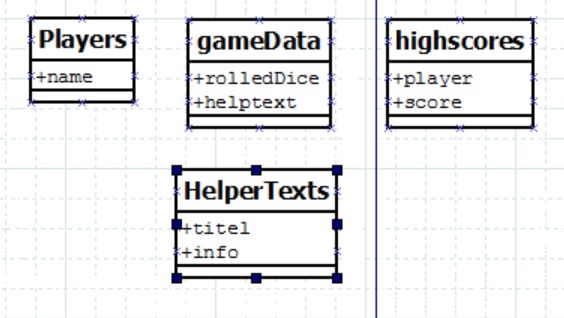 Players
+name
gameData
+rolledDice
+helptext
highscores
+player
+score
HelperTexts
+titel
+info